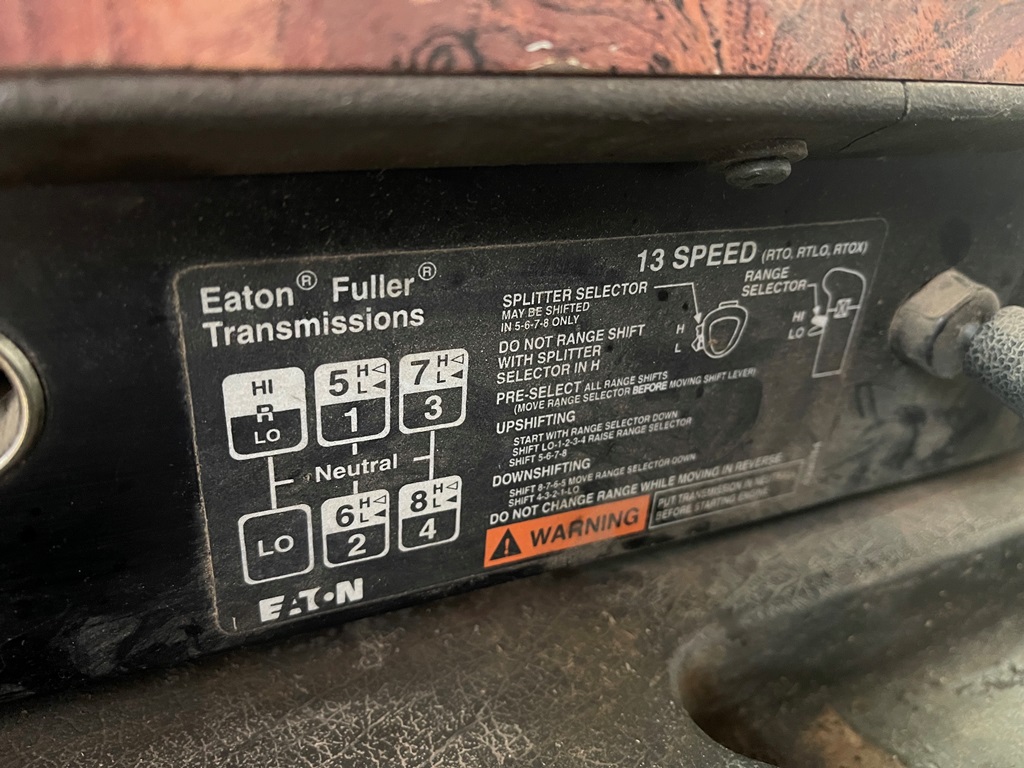 Eaton® Fuller®
Transmissions
HI
R
LO
5 H
L
1
7 H
L
3
Neutral
LO
6 H
L
2
8 H
L
4
EATON
13 SPEED (RTO, RTLO, RTOX)
SPLITTER SELECTOR
MAY BE SHIFTED
IN 5-6-7-8 ONLY
H
L
RANGE
SELECTOR
HI
LO
DO NOT RANGE SHIFT
WITH SPLITTER
SELECTOR IN H
PRE-SELECT ALL RANGE SHIFTS
(MOVE RANGE SELECTOR BEFORE MOVING SHIFT LEVER)
UPSHIFTING
START WITH RANGE SELECTOR DOWN
SHIFT LO-1-2-3-4 RAISE RANGE SELECTOR
SHIFT 5-6-7-8
DOWNSHIFTING
SHIFT 8-7-6-5 MOVE RANGE SELECTOR DOWN
SHIFT 4-3-2-1-LO
DO NOT CHANGE RANGE WHILE MOVING IN REVERSE
WARNING
PUT TRANSMISSION IN NEUTRAL
BEFORE STARTING ENGINE